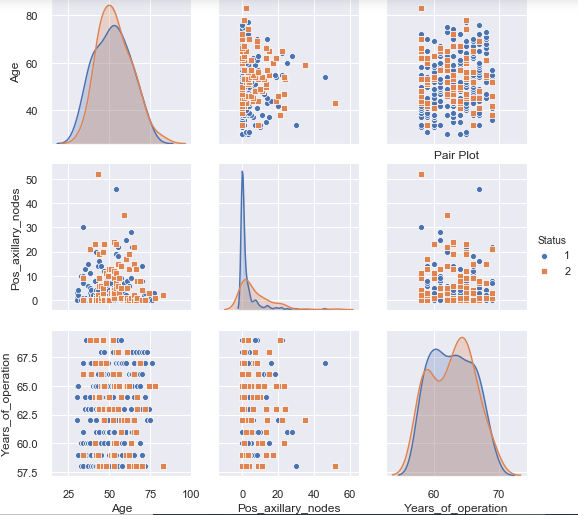 80
60
40
Age
Pair Plot
50
40
30
20
10
0
Pos_axillary_nodes
Status
1
2
67.5
65.0
62.5
60.0
57.5
Years_of_operation
25 50 75 100
Age
0 20 40 60
Pos_axillary_nodes
60 70
Years_of_operation